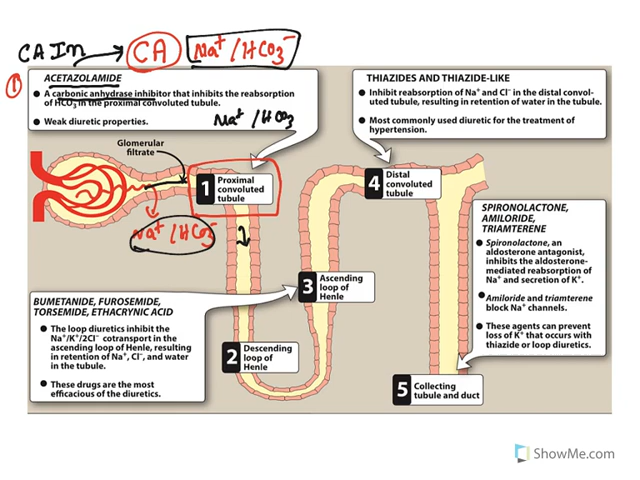 CA In → CA Na⁺/HCO₃⁻
①
ACETAZOLAMIDE
• A carbonic anhydrase inhibitor that inhibits the reabsorption
of HCO₃⁻ in the proximal convoluted tubule.
• Weak diuretic properties.
Na⁺/HCO₃
THIAZIDES AND THIAZIDE-LIKE
• Inhibit reabsorption of Na⁺ and Cl⁻ in the distal convol-
uted tubule, resulting in retention of water in the tubule.
• Most commonly used diuretic for the treatment of
hypertension.
Glomerular
filtrate
1 Proximal
convoluted
tubule
4 Distal
convoluted
tubule
Na⁺/HCO₃⁻
SPIRONOLACTONE,
AMILORIDE,
TRIAMTERENE
• Spironolactone, an
aldosterone antagonist,
inhibits the aldosterone-
mediated reabsorption of
Na⁺ and secretion of K⁺.
• Amiloride and triamterene
block Na⁺ channels.
• These agents can prevent
loss of K⁺ that occurs with
thiazide or loop diuretics.
3 Ascending
loop of
Henle
BUMETANIDE, FUROSEMIDE,
TORSEMIDE, ETHACRYNIC ACID
• The loop diuretics inhibit the
Na⁺/K⁺/2Cl⁻ cotransport in the
ascending loop of Henle, resulting
in retention of Na⁺, Cl⁻, and water
in the tubule.
• These drugs are the most
efficacious of the diuretics.
2 Descending
loop of
Henle
5 Collecting
tubule and duct
ShowMe.com